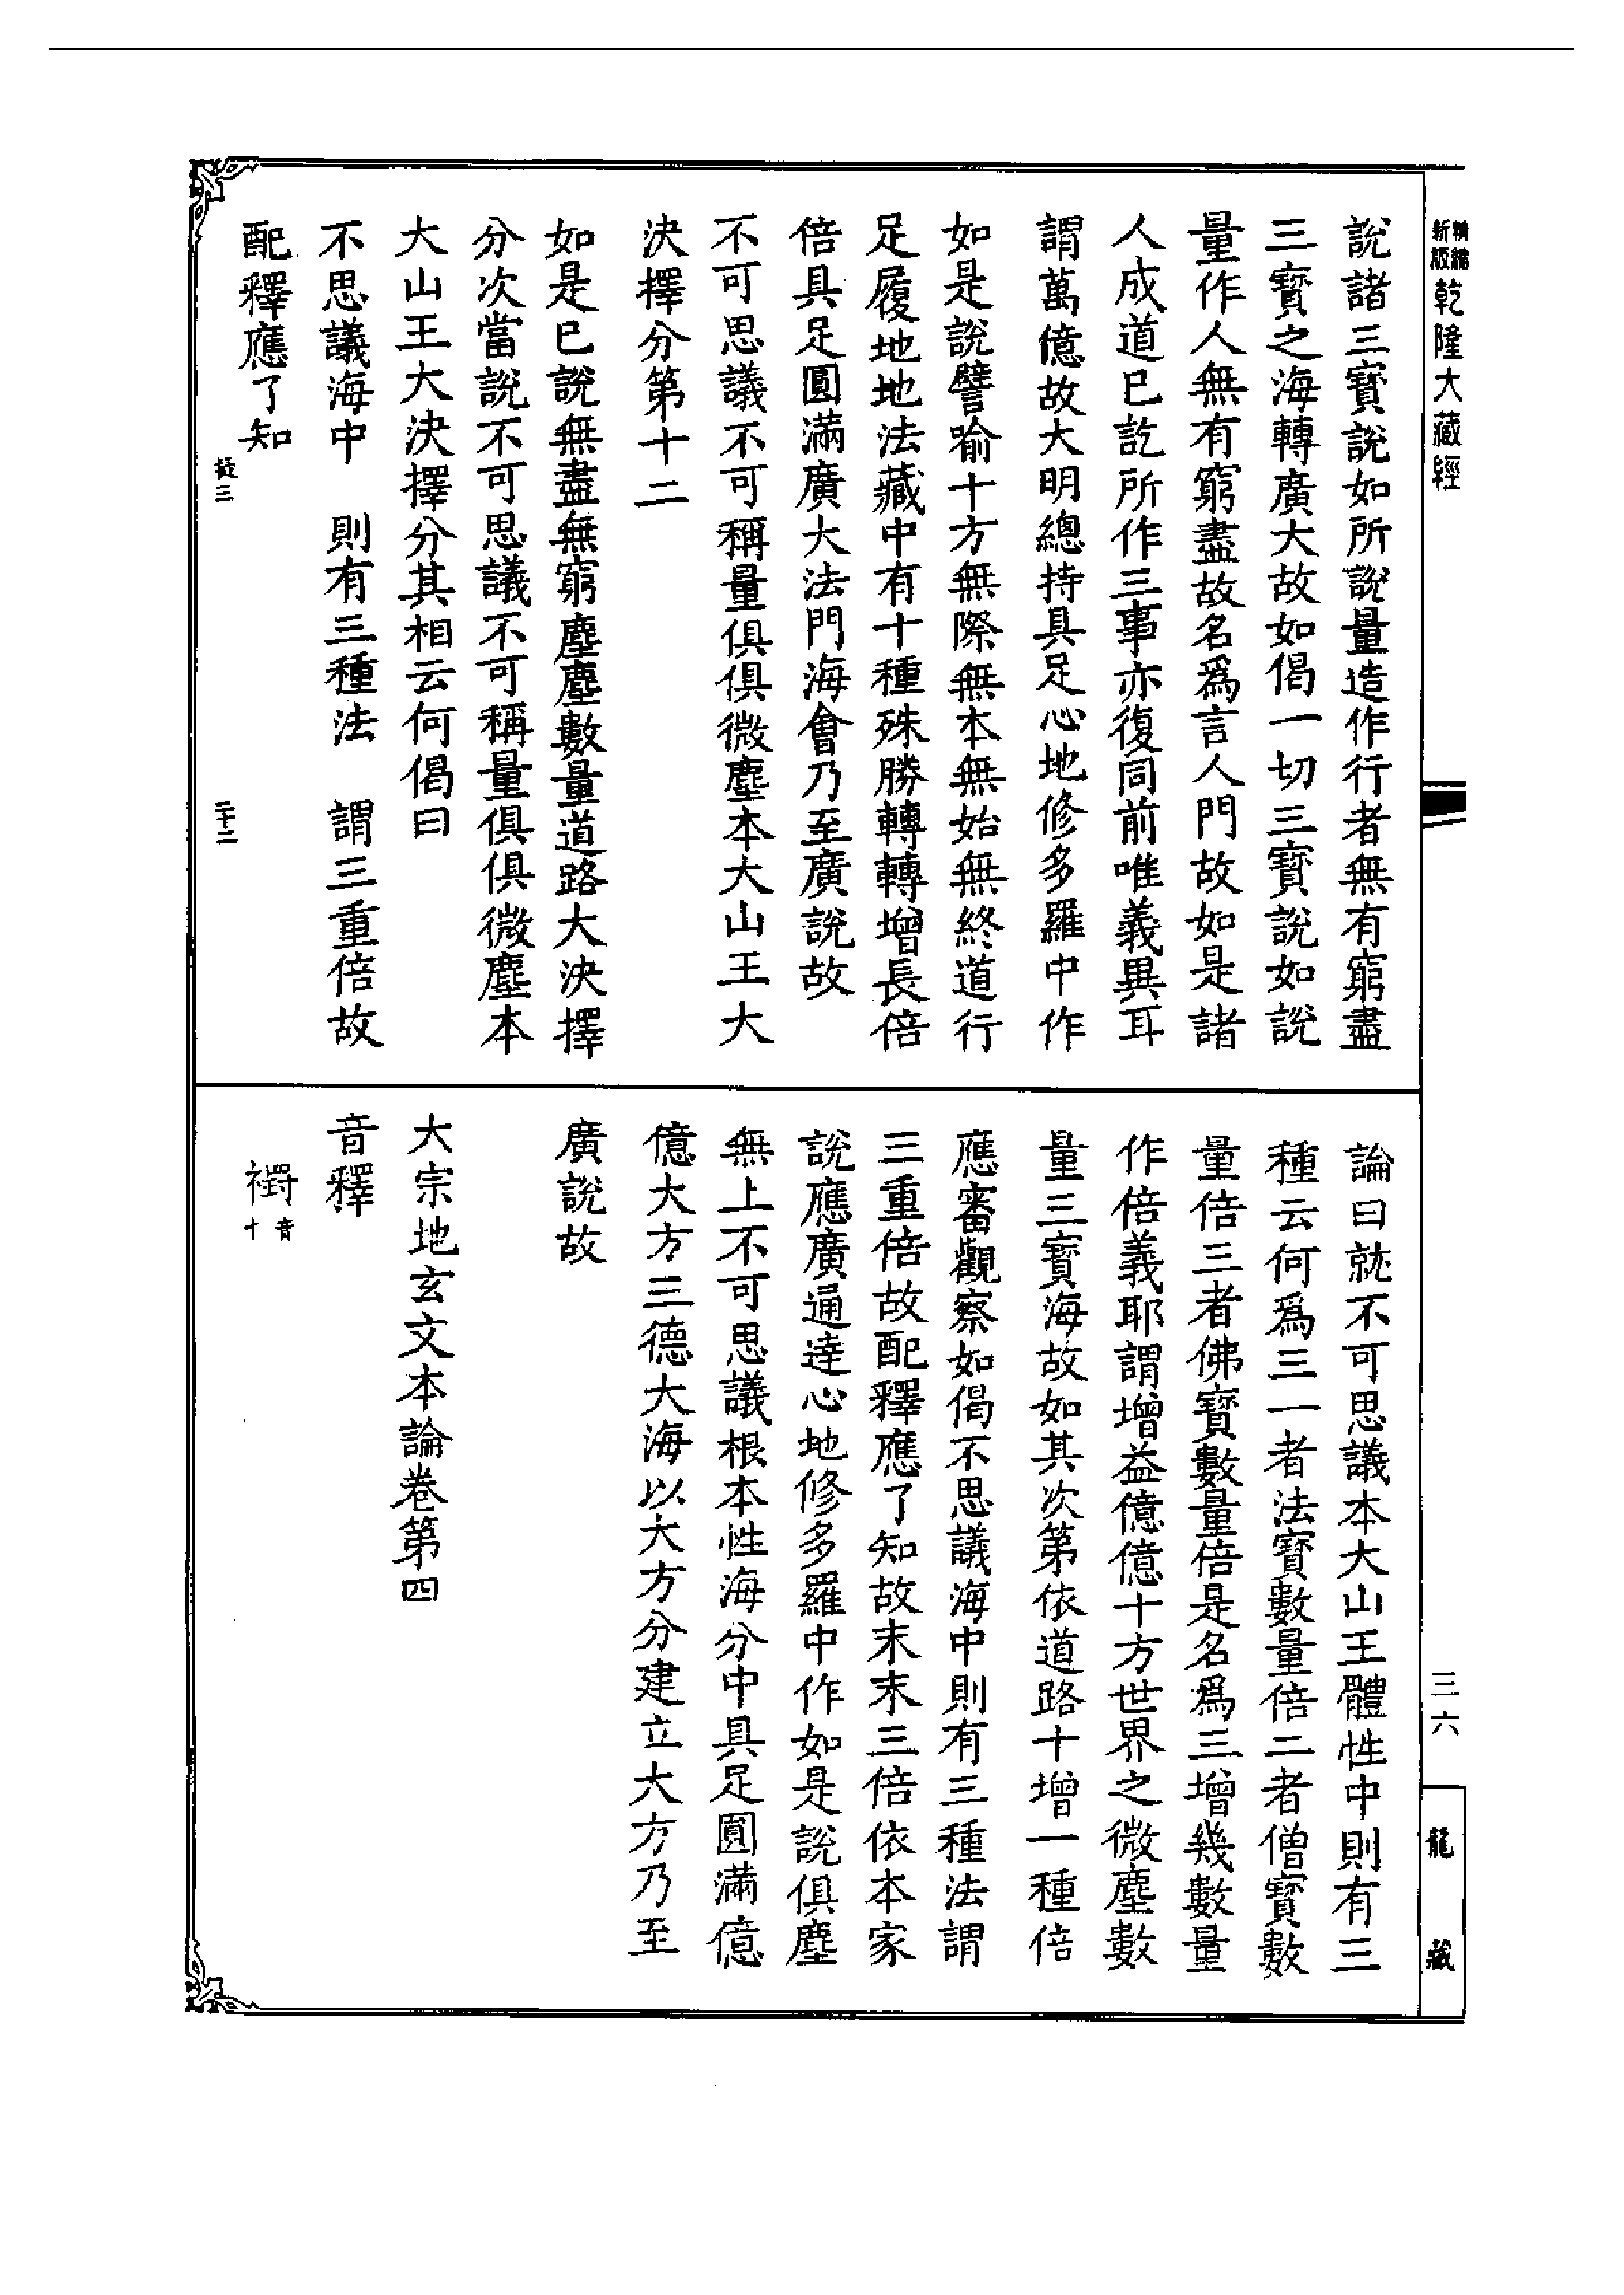 新編縮版乾隆大藏經
說諸三寶說如所說量造作行者無有窮盡
三寶之海轉廣大故如偈一切三寶說如說
量作人無有窮盡故名爲言人門故如是諸
人成道已訖所作三事亦復同前唯義異耳
謂萬億故大明總持具足心地修多羅中作
如是說譬喻十方無際無本無始無終道行
足履地地法藏中有十種殊勝轉轉增長倍
倍具足圓滿廣大法門海會乃至廣說故
不可思議不可稱量俱俱微塵本大山王大
決擇分第十二
如是已說無盡無窮塵塵數量道路大決擇
分次當說不可思議不可稱量俱俱微塵本
大山王大決擇分其相云何偈曰
不思議海中　則有三種法　謂三重倍故
配釋應了知
疑三　二十二
論曰就不可思議本大山王體性中則有三
種云何爲三一者法寶數量倍二者僧寶數
量倍三者佛寶數量倍是名爲三增幾數量
作倍義耶謂增益億億十方世界之微塵數
量三寶海故如其次第依道路十增一種倍
應審觀察如偈不思議海中則有三種法謂
三重倍故配釋應了知故末末三倍依本家
說應廣通達心地修多羅中作如是說俱塵
無上不可思議根本性海分中具足圓滿億
億大方三德大海以大方分建立大方乃至
廣說故
大宗地玄文本論卷第四
音釋
音十
三六
龍藏